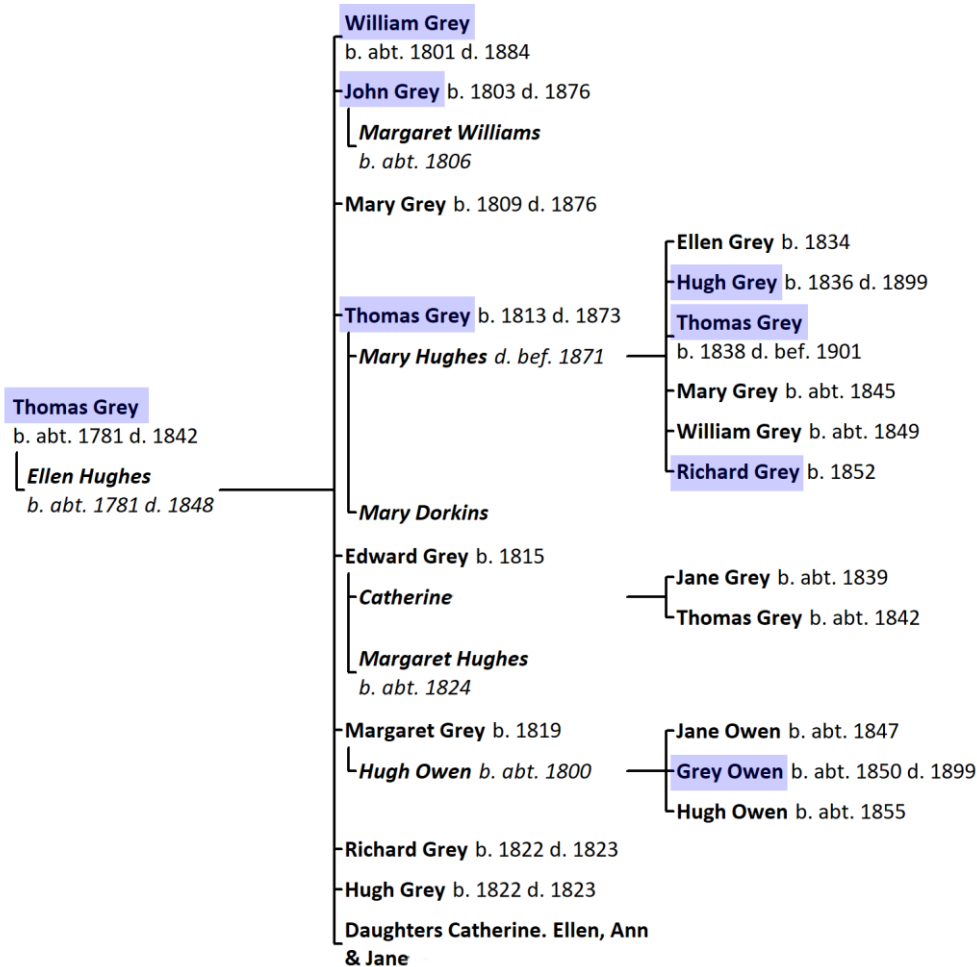 Thomas Grey
b. abt. 1781 d. 1842
Ellen Hughes
b. abt. 1781 d. 1848
William Grey
b. abt. 1801 d. 1884
John Grey b. 1803 d. 1876
Margaret Williams
b. abt. 1806
Mary Grey b. 1809 d. 1876
Thomas Grey b. 1813 d. 1873
Mary Hughes d. bef. 1871
Ellen Grey b. 1834
Hugh Grey b. 1836 d. 1899
Thomas Grey
b. 1838 d. bef. 1901
Mary Grey b. abt. 1845
William Grey b. abt. 1849
Richard Grey b. 1852
Mary Dorkins
Edward Grey b. 1815
Catherine
Jane Grey b. abt. 1839
Thomas Grey b. abt. 1842
Margaret Hughes
b. abt. 1824
Margaret Grey b. 1819
Hugh Owen b. abt. 1800
Jane Owen b. abt. 1847
Grey Owen b. abt. 1850 d. 1899
Hugh Owen b. abt. 1855
Richard Grey b. 1822 d. 1823
Hugh Grey b. 1822 d. 1823
Daughters Catherine. Ellen, Ann
& Jane